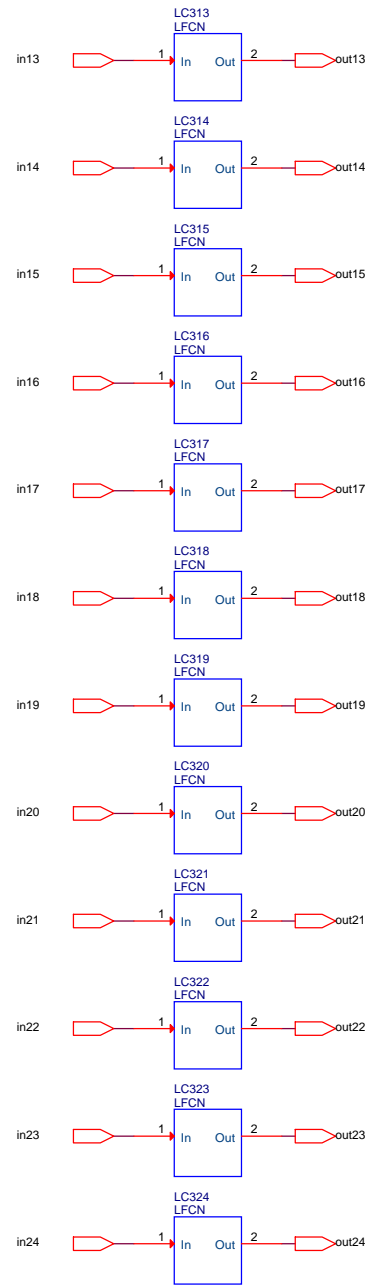 LC313
LFCN
in13 1 In Out 2 out13
LC314
LFCN
in14 1 In Out 2 out14
LC315
LFCN
in15 1 In Out 2 out15
LC316
LFCN
in16 1 In Out 2 out16
LC317
LFCN
in17 1 In Out 2 out17
LC318
LFCN
in18 1 In Out 2 out18
LC319
LFCN
in19 1 In Out 2 out19
LC320
LFCN
in20 1 In Out 2 out20
LC321
LFCN
in21 1 In Out 2 out21
LC322
LFCN
in22 1 In Out 2 out22
LC323
LFCN
in23 1 In Out 2 out23
LC324
LFCN
in24 1 In Out 2 out24